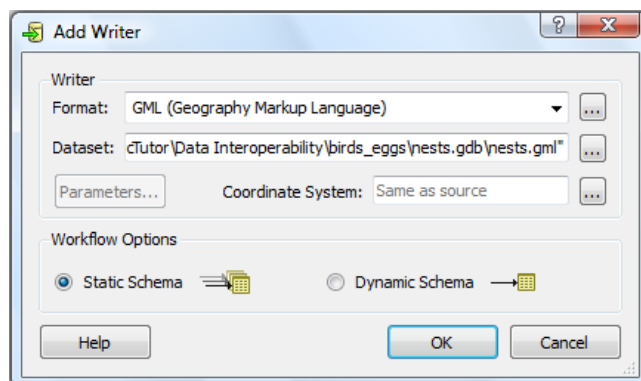 Add Writer
Writer
Format: GML (Geography Markup Language) ...
Dataset: cTutor\Data Interoperability\birds_eggs\nests.gdb\nests.gml" ...
Parameters... Coordinate System: Same as source ...
Workflow Options
Static Schema Dynamic Schema
Help OK Cancel